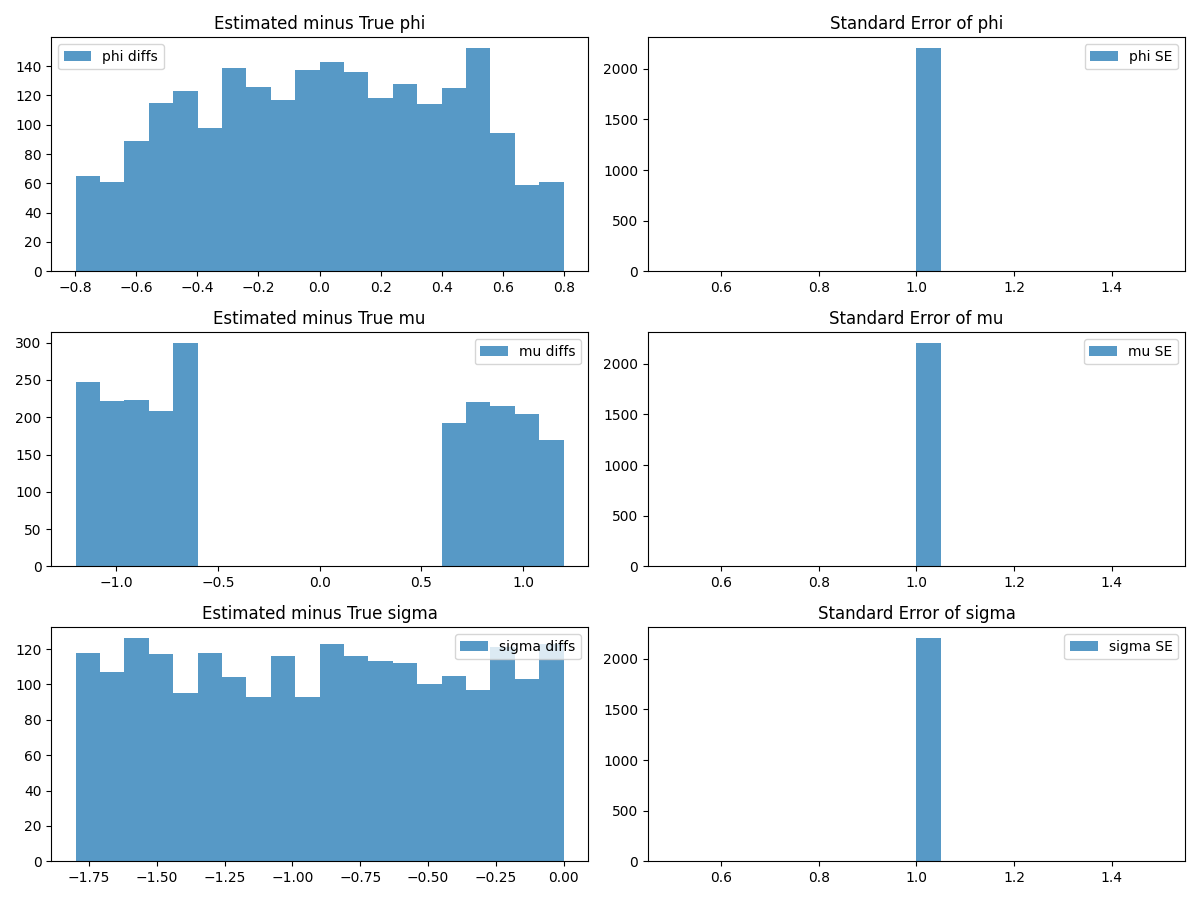 Estimated minus True phi
phi diffs
140
120
100
80
60
40
20
0
−0.8 −0.6 −0.4 −0.2 0.0 0.2 0.4 0.6 0.8
Standard Error of phi
phi SE
2000
1500
1000
500
0
0.6 0.8 1.0 1.2 1.4
Estimated minus True mu
mu diffs
300
250
200
150
100
50
0
−1.0 −0.5 0.0 0.5 1.0
Standard Error of mu
mu SE
2000
1500
1000
500
0
0.6 0.8 1.0 1.2 1.4
Estimated minus True sigma
sigma diffs
120
100
80
60
40
20
0
−1.75 −1.50 −1.25 −1.00 −0.75 −0.50 −0.25 0.00
Standard Error of sigma
sigma SE
2000
1500
1000
500
0
0.6 0.8 1.0 1.2 1.4